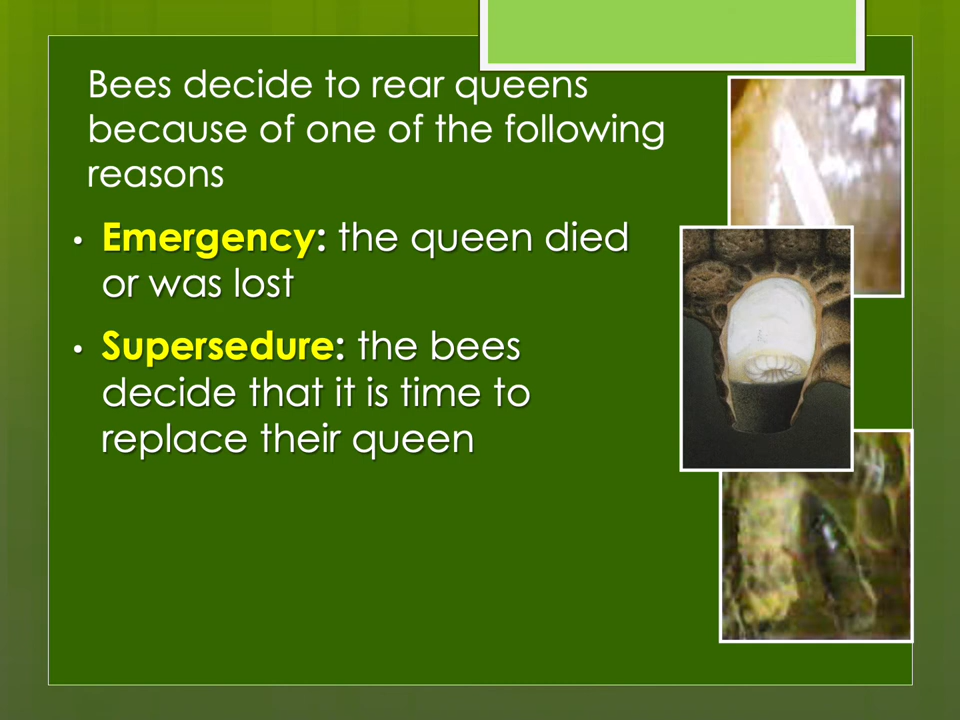 Bees decide to rear queens
because of one of the following
reasons
• Emergency: the queen died
or was lost
• Supersedure: the bees
decide that it is time to
replace their queen